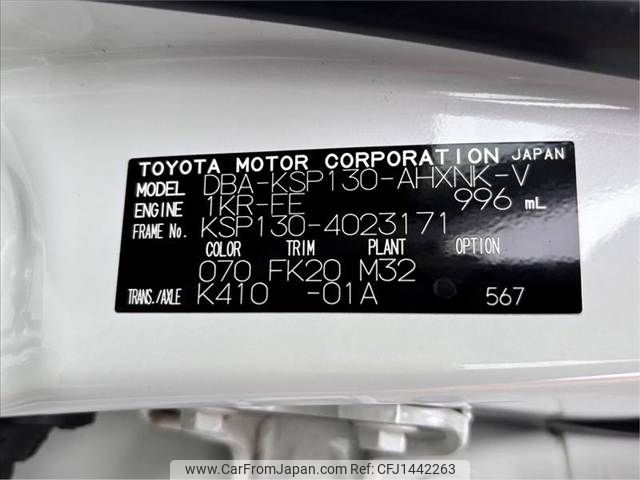 TOYOTA MOTOR CORPORATION JAPAN
MODEL DBA-KSP130-AHXNK-V
ENGINE 1KR-FE 996 mL
FRAME No. KSP130-4023171
COLOR TRIM PLANT OPTION
070 FK20 M32
TRANS./AXLE K410 -01A 567
www.CarFromJapan.com | Ref No. CFJ1442263